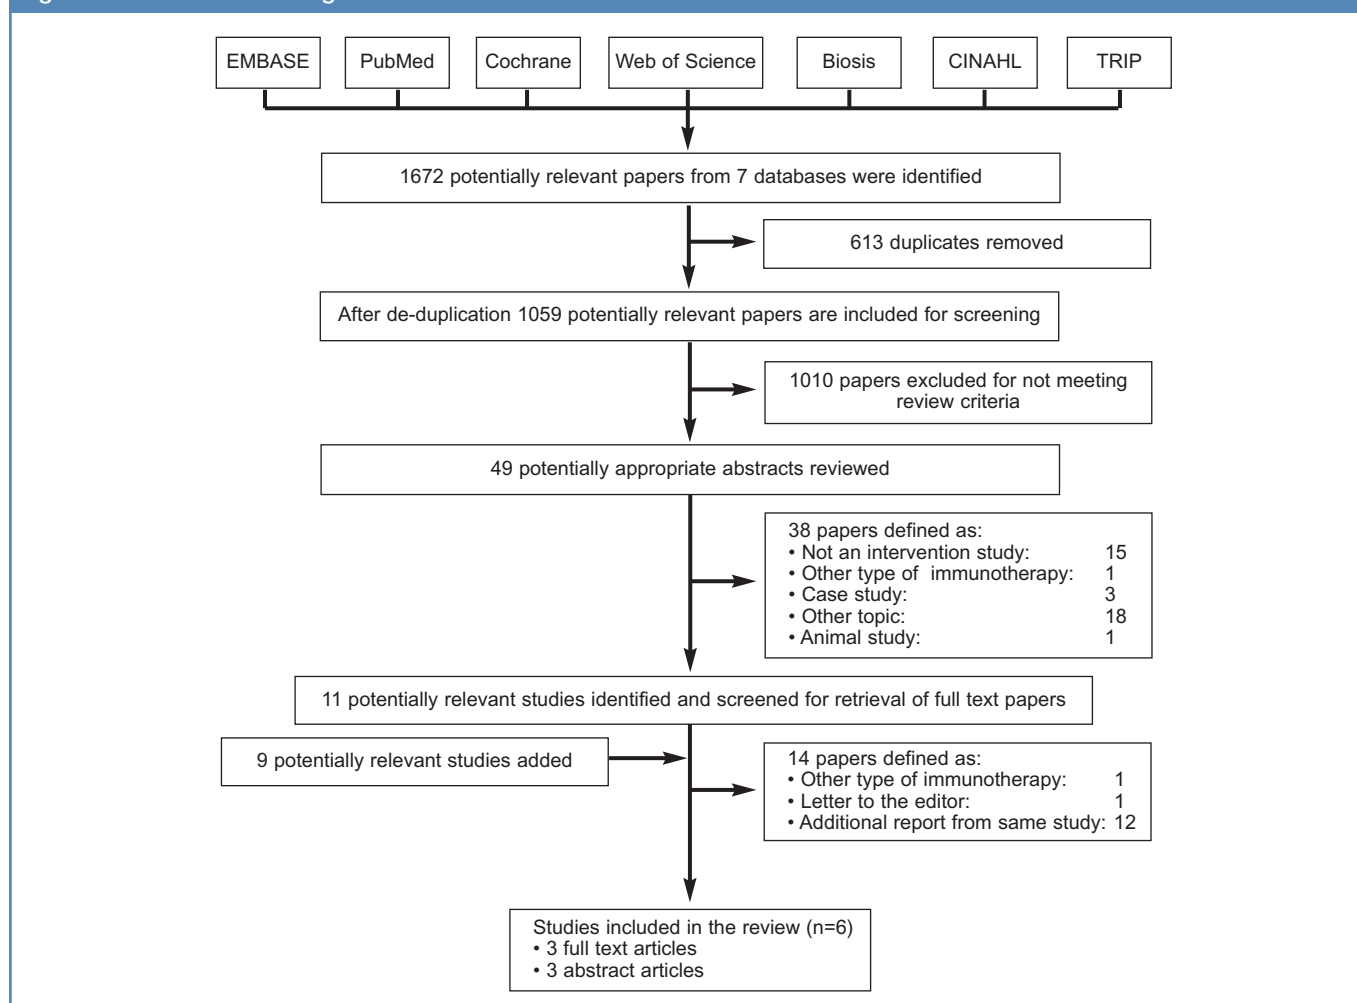 EMBASE
PubMed
Cochrane
Web of Science
Biosis
CINAHL
TRIP
1672 potentially relevant papers from 7 databases were identified
613 duplicates removed
After de-duplication 1059 potentially relevant papers are included for screening
1010 papers excluded for not meeting
review criteria
49 potentially appropriate abstracts reviewed
38 papers defined as:
• Not an intervention study: 15
• Other type of immunotherapy: 1
• Case study: 3
• Other topic: 18
• Animal study: 1
11 potentially relevant studies identified and screened for retrieval of full text papers
9 potentially relevant studies added
14 papers defined as:
• Other type of immunotherapy: 1
• Letter to the editor: 1
• Additional report from same study: 12
Studies included in the review (n=6)
• 3 full text articles
• 3 abstract articles